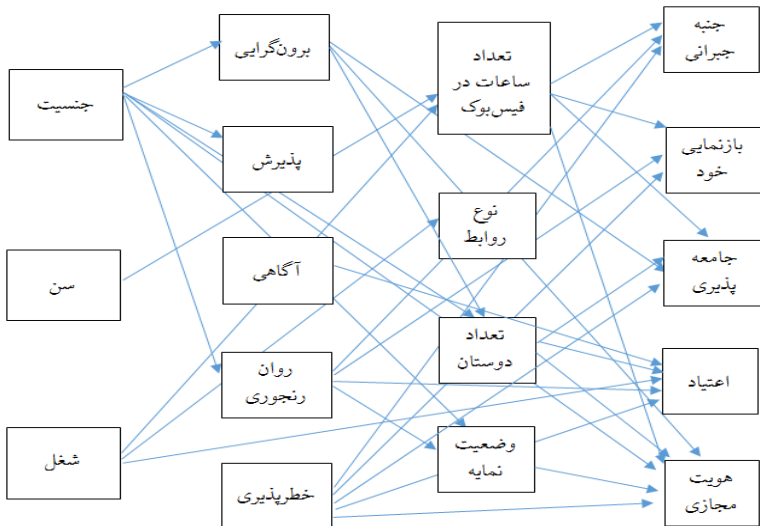 جنسیت
سن
شغل
برون‌گرایی
پذیرش
آگاهی
روان
رنجوری
خطرپذیری
تعداد
ساعات در
فیس‌بوک
نوع
روابط
تعداد
دوستان
وضعیت
نمایه
جنبه
جبرانی
بازنمایی
خود
جامعه
پذیری
اعتیاد
هویت
مجازی